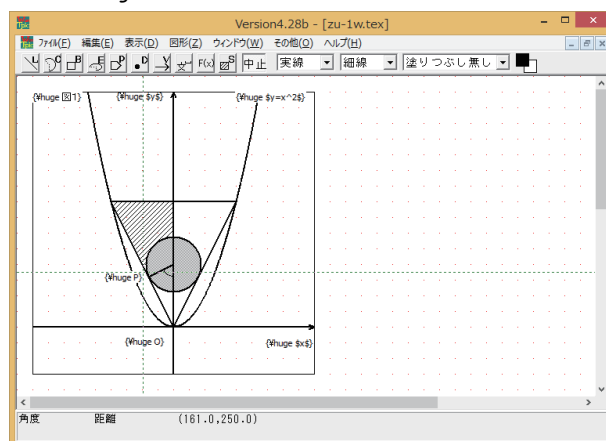 Version4.28b - [zu-1w.tex]
ファイル(F) 編集(E) 表示(D) 図形(Z) ウィンドウ(W) その他(O) ヘルプ(H)
L C B E P D V 文 F(x) S 中止 実線 細線 塗りつぶし無し
{¥huge 図1} {¥huge $y$} {¥huge $y=x^2$}
{¥huge P}
{¥huge O} {¥huge $x$}
角度 距離 (161.0,250.0)